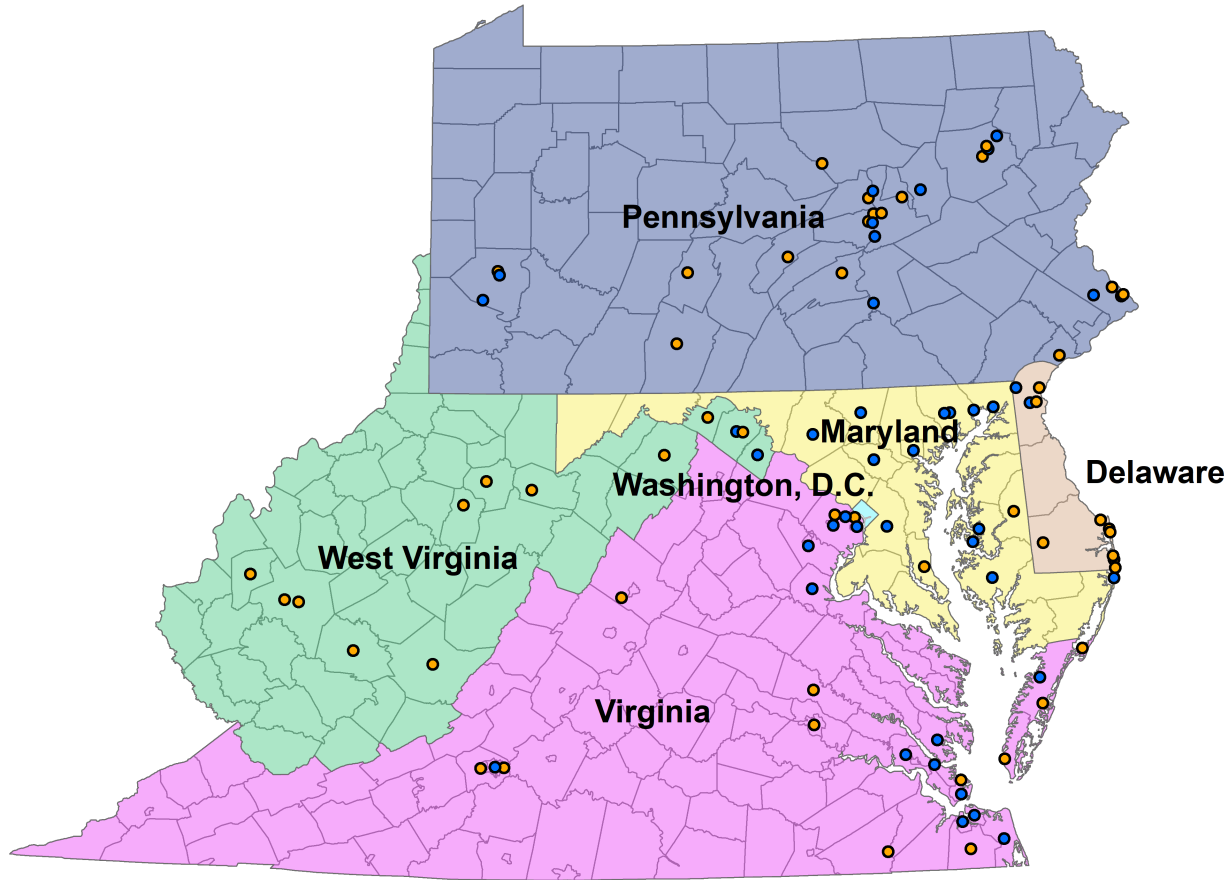 Pennsylvania
Maryland
Delaware
Washington, D.C.
West Virginia
Virginia